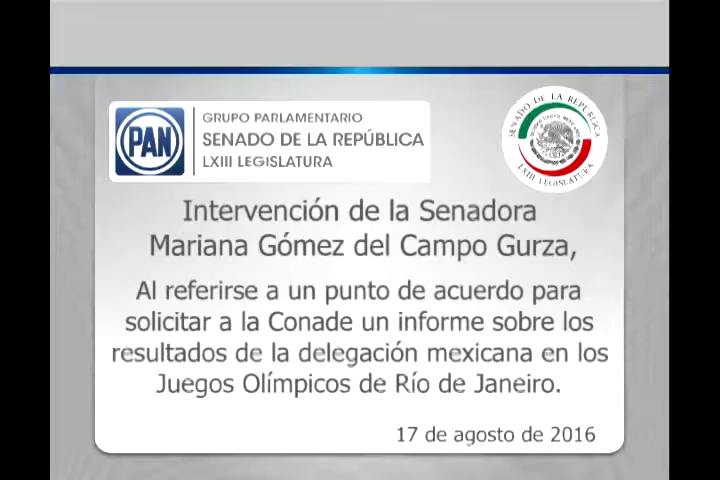 PAN
GRUPO PARLAMENTARIO
SENADO DE LA REPÚBLICA
LXIII LEGISLATURA
SENADO DE LA REPÚBLICA
LXIII LEGISLATURA
Intervención de la Senadora
Mariana Gómez del Campo Gurza,
Al referirse a un punto de acuerdo para
solicitar a la Conade un informe sobre los
resultados de la delegación mexicana en los
Juegos Olímpicos de Río de Janeiro.
17 de agosto de 2016